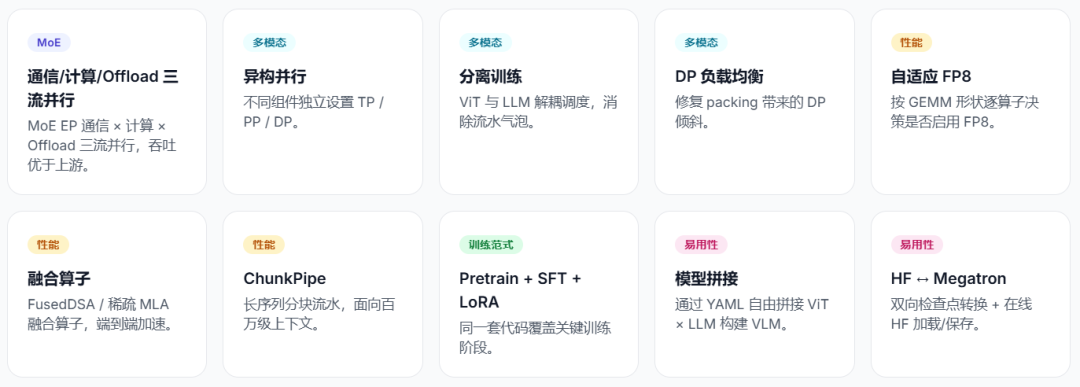 MoE
通信/计算/Offload 三
流并行
MoE EP 通信 × 计算 ×
Offload 三流并行，吞吐
优于上游。
多模态
异构并行
不同组件独立设置 TP /
PP / DP。
多模态
分离训练
ViT 与 LLM 解耦调度，消
除流水气泡。
多模态
DP 负载均衡
修复 packing 带来的 DP
倾斜。
性能
自适应 FP8
按 GEMM 形状逐算子决
策是否启用 FP8。
性能
融合算子
FusedDSA / 稀疏 MLA
融合算子，端到端加速。
性能
ChunkPipe
长序列分块流水，面向百
万级上下文。
训练范式
Pretrain + SFT +
LoRA
同一套代码覆盖关键训练
阶段。
易用性
模型拼接
通过 YAML 自由拼接 ViT
× LLM 构建 VLM。
易用性
HF ↔ Megatron
双向检查点转换 + 在线
HF 加载/保存。